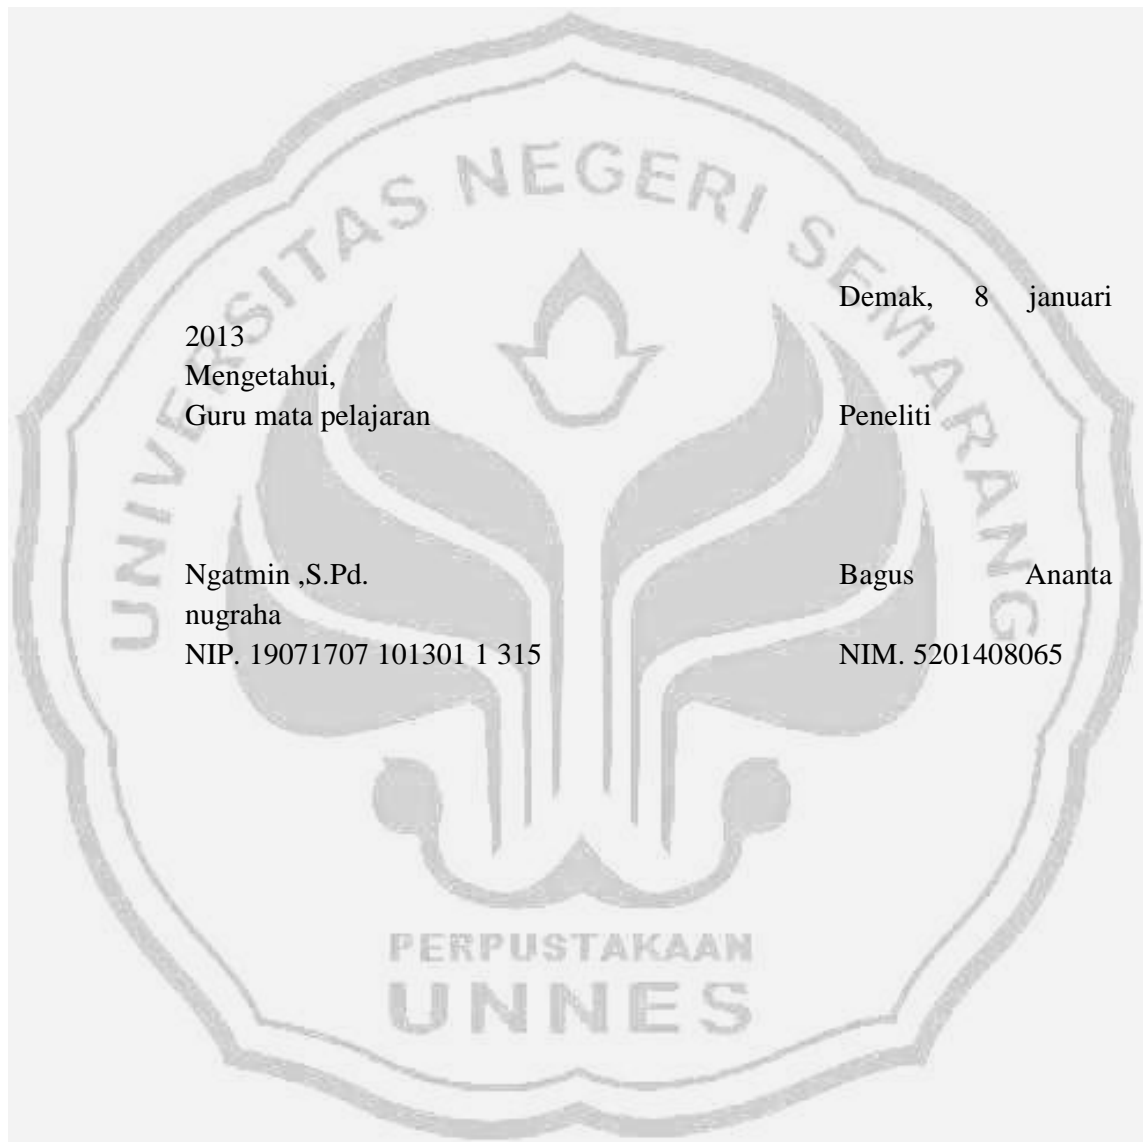 UNIVERSITAS NEGERI SEMARANG
Demak, 8 januari
2013
Mengetahui,
Guru mata pelajaran Peneliti
Ngatmin ,S.Pd. Bagus Ananta
nugraha
NIP. 19071707 101301 1 315 NIM. 5201408065
PERPUSTAKAAN
UNNES